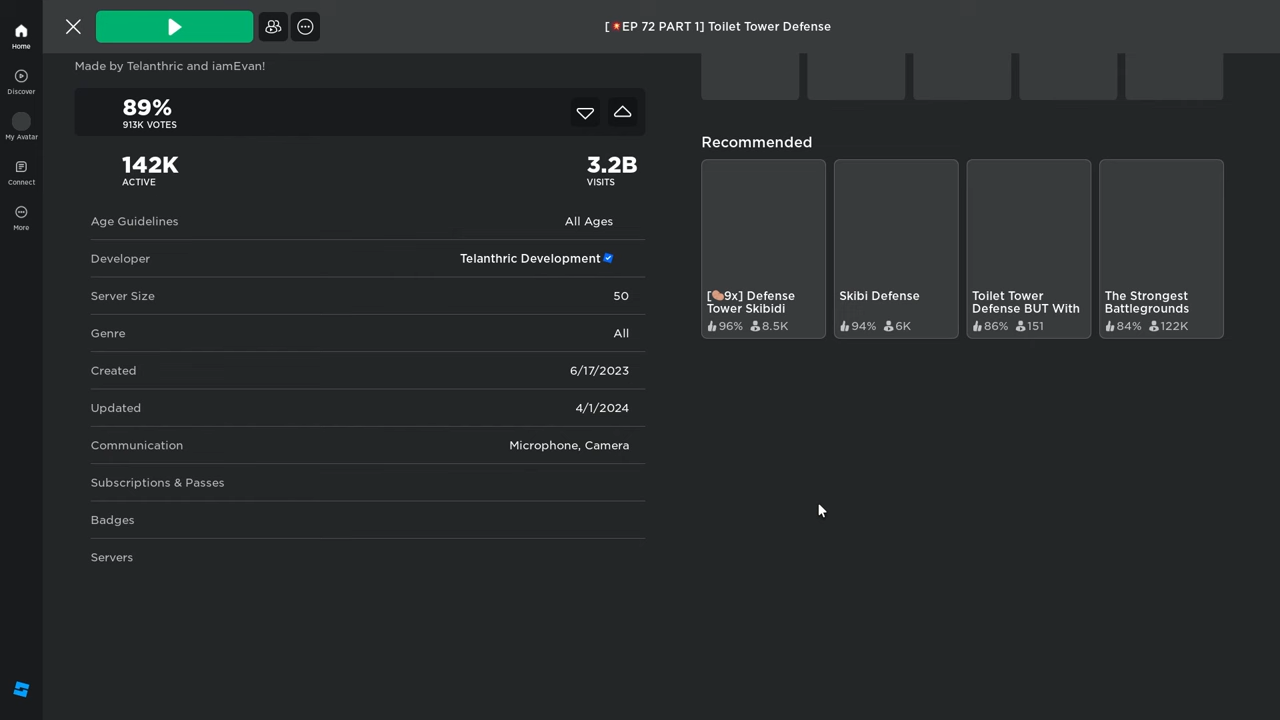 [💥EP 72 PART 1] Toilet Tower Defense
Home
Discover
My Avatar
Connect
More
Made by Telanthric and iamEvan!
89%
913K VOTES
142K
ACTIVE
3.2B
VISITS
Age Guidelines All Ages
Developer Telanthric Development
Server Size 50
Genre All
Created 6/17/2023
Updated 4/1/2024
Communication Microphone, Camera
Subscriptions & Passes
Badges
Servers
Recommended
[🥔9x] Defense
Tower Skibidi
96% 8.5K
Skibi Defense
94% 6K
Toilet Tower
Defense BUT With
86% 151
The Strongest
Battlegrounds
84% 122K